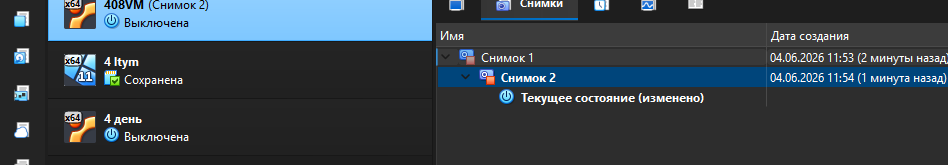 408VM (Снимок 2)
Выключена
4 ltym
Сохранена
4 день
Выключена
Снимки
Имя
Дата создания
Снимок 1
04.06.2026 11:53 (2 минуты назад)
Снимок 2
04.06.2026 11:54 (1 минута назад)
Текущее состояние (изменено)
x64
x64
11
x64